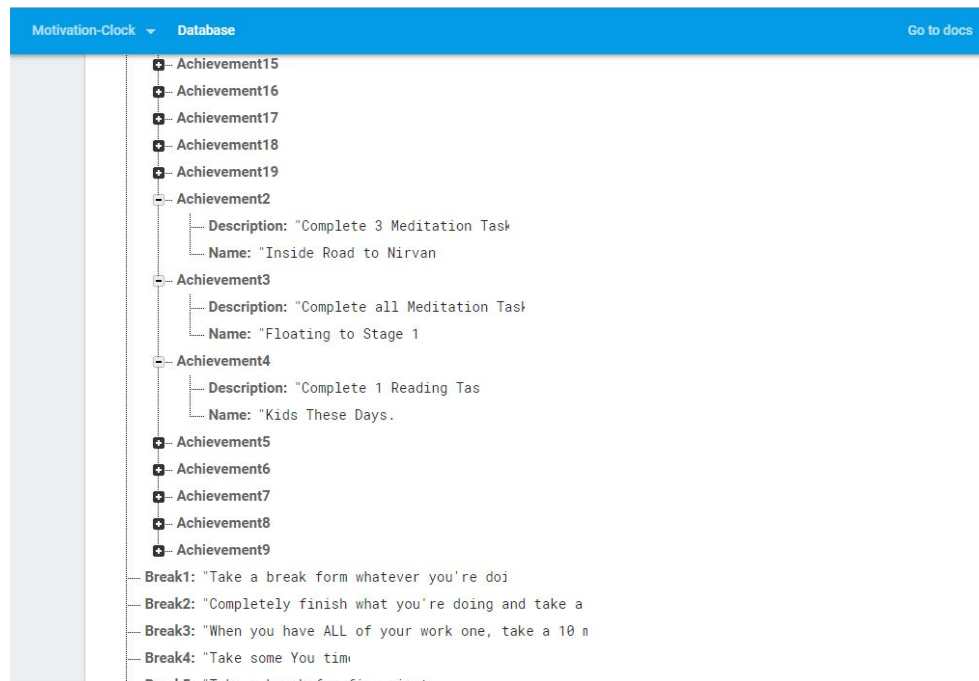 Motivation-Clock Database Go to docs
Achievement15
Achievement16
Achievement17
Achievement18
Achievement19
Achievement2
Description: "Complete 3 Meditation Task
Name: "Inside Road to Nirvan
Achievement3
Description: "Complete all Meditation Task
Name: "Floating to Stage 1
Achievement4
Description: "Complete 1 Reading Tas
Name: "Kids These Days.
Achievement5
Achievement6
Achievement7
Achievement8
Achievement9
Break1: "Take a break form whatever you're doi
Break2: "Completely finish what you're doing and take a
Break3: "When you have ALL of your work one, take a 10 m
Break4: "Take some You time